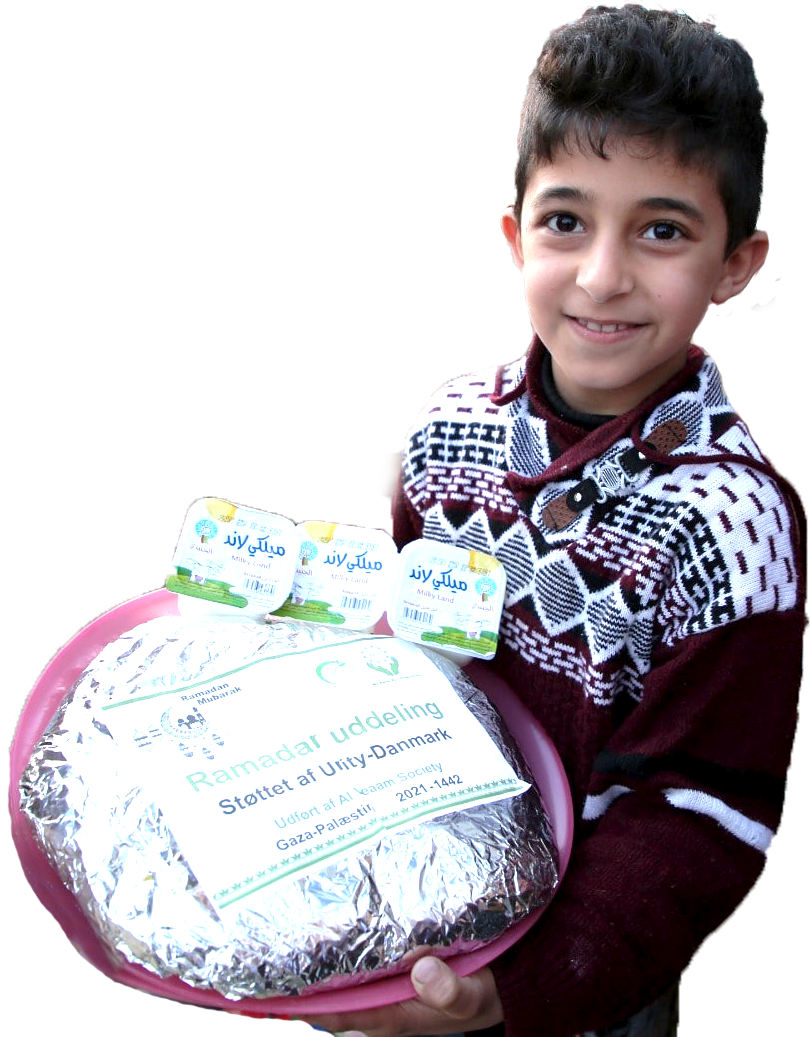 ميلكي لاند
Milky Land
ميلكي لاند
Milky Land
ميلكي لاند
Milky Land
Ramadan
Mubarak
Ramadan uddeling
Støttet af Unity-Danmark
Udført af Al Weaam Society
Gaza-Palæstina 2021-1442